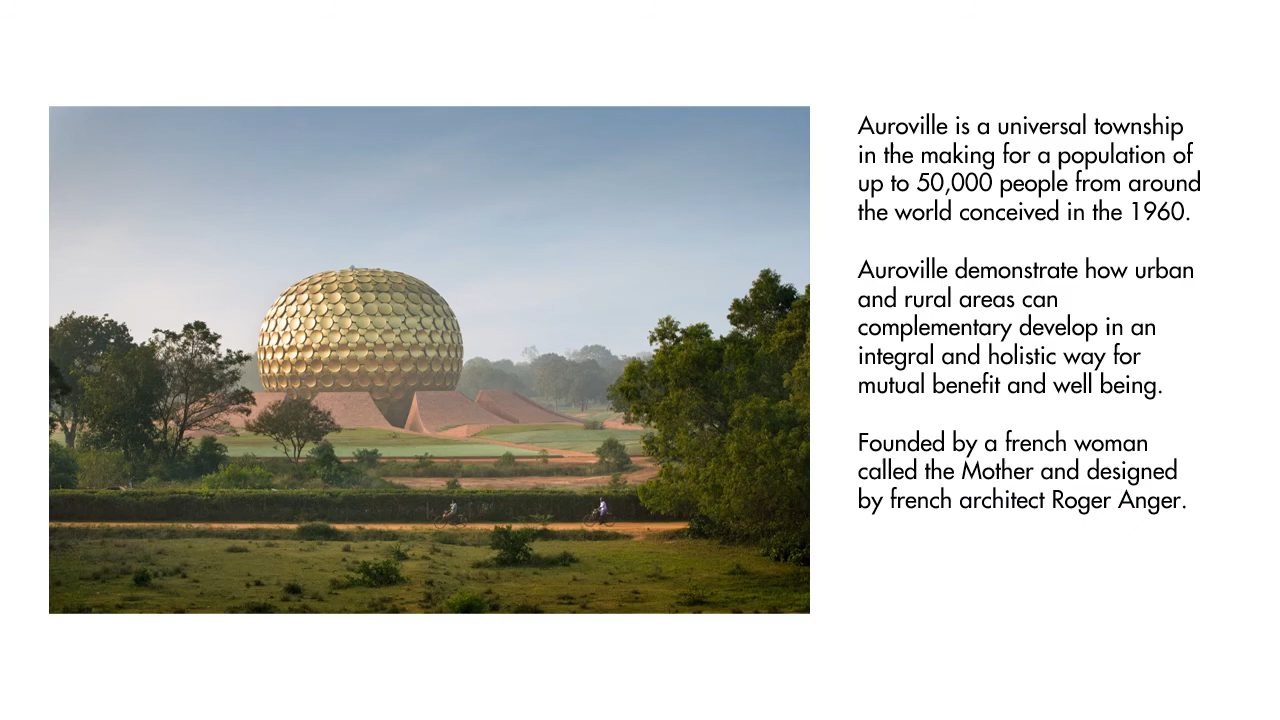 Auroville is a universal township
in the making for a population of
up to 50,000 people from around
the world conceived in the 1960.
Auroville demonstrate how urban
and rural areas can
complementary develop in an
integral and holistic way for
mutual benefit and well being.
Founded by a french woman
called the Mother and designed
by french architect Roger Anger.